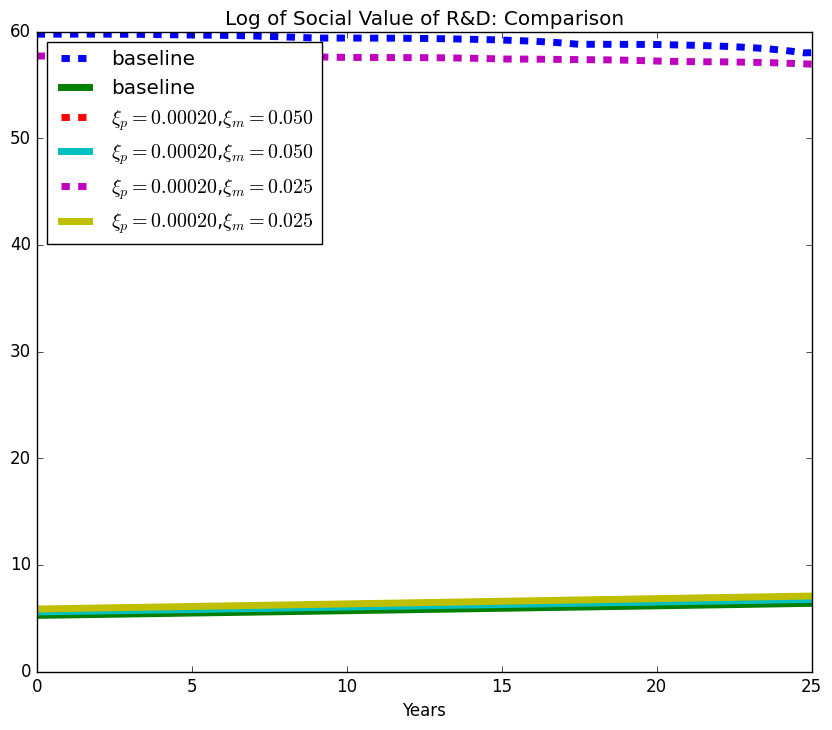 Log of Social Value of R&D: Comparison
60
50
40
30
20
10
0
baseline
baseline
ξp = 0.00020,ξm = 0.050
ξp = 0.00020,ξm = 0.050
ξp = 0.00020,ξm = 0.025
ξp = 0.00020,ξm = 0.025
0 5 10 15 20 25
Years